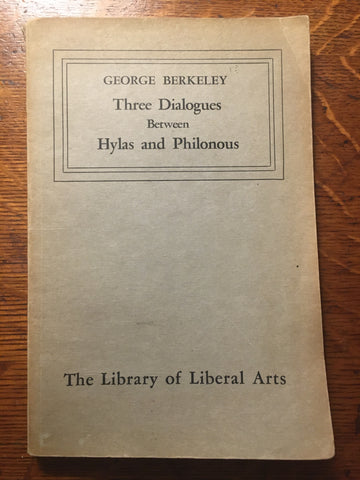 GEORGE BERKELEY
Three Dialogues
Between
Hylas and Philonous
The Library of Liberal Arts